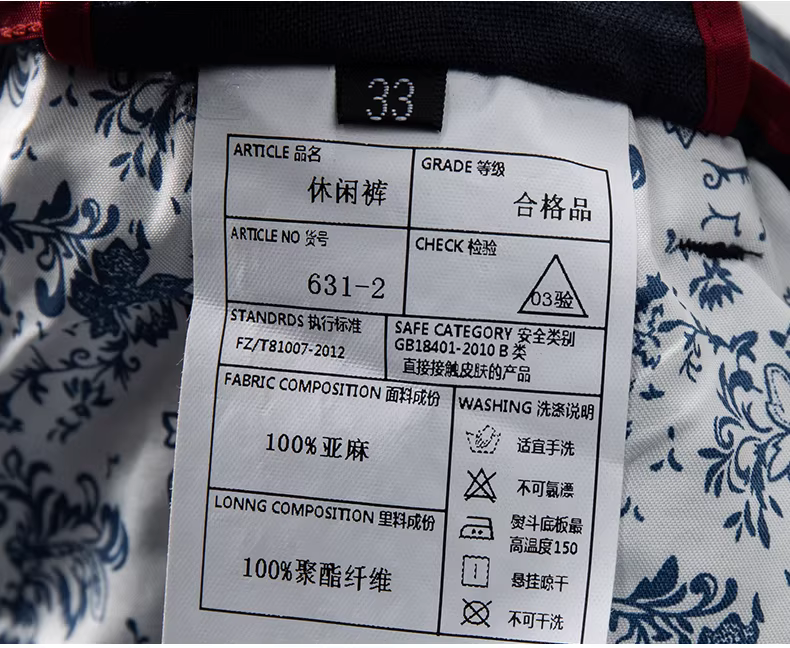 33
ARTICLE 品名
休闲裤
GRADE 等级
合格品
ARTICLE NO 货号
631-2
CHECK 检验
03验
STANDRDS 执行标准
FZ/T81007-2012
SAFE CATEGORY 安全类别
GB18401-2010 B 类
直接接触皮肤的产品
FABRIC COMPOSITION 面料成份
100%亚麻
WASHING 洗涤说明
适宜手洗
不可氯漂
熨斗底板最
高温度150
悬挂晾干
不可干洗
LONNG COMPOSITION 里料成份
100%聚酯纤维